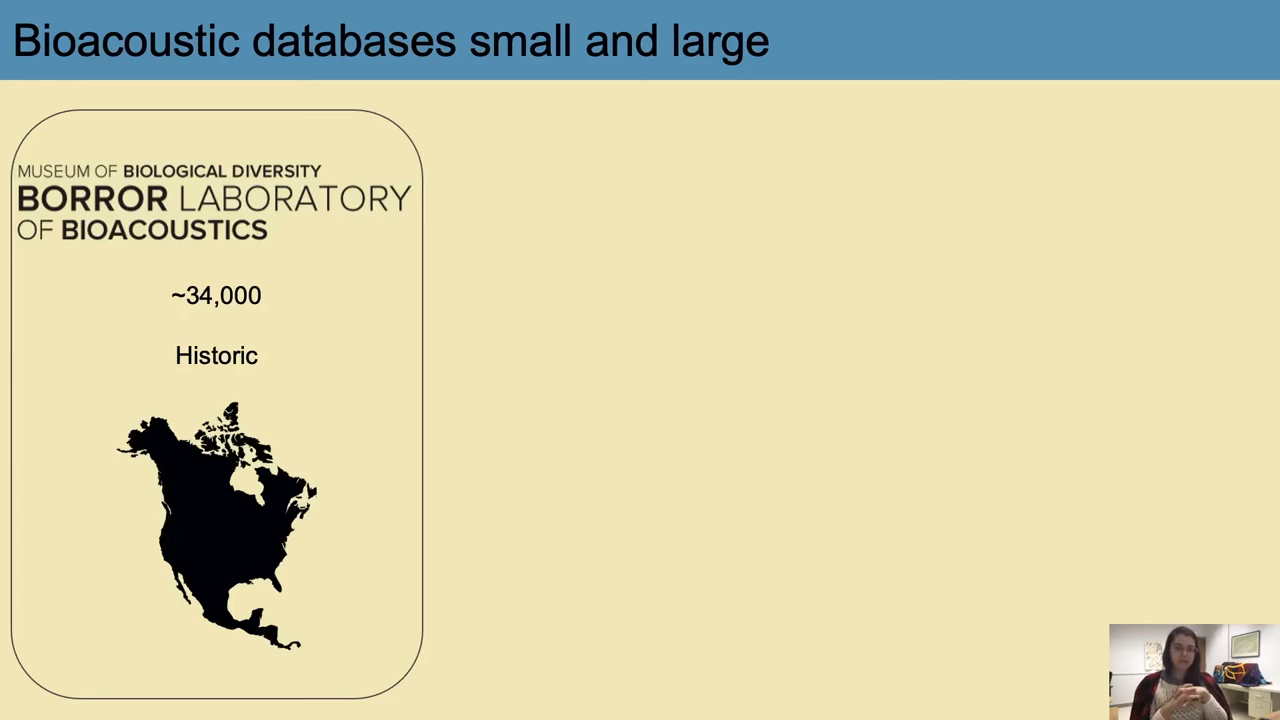 Bioacoustic databases small and large
MUSEUM OF BIOLOGICAL DIVERSITY
BORROR LABORATORY
OF BIOACOUSTICS
~34,000
Historic